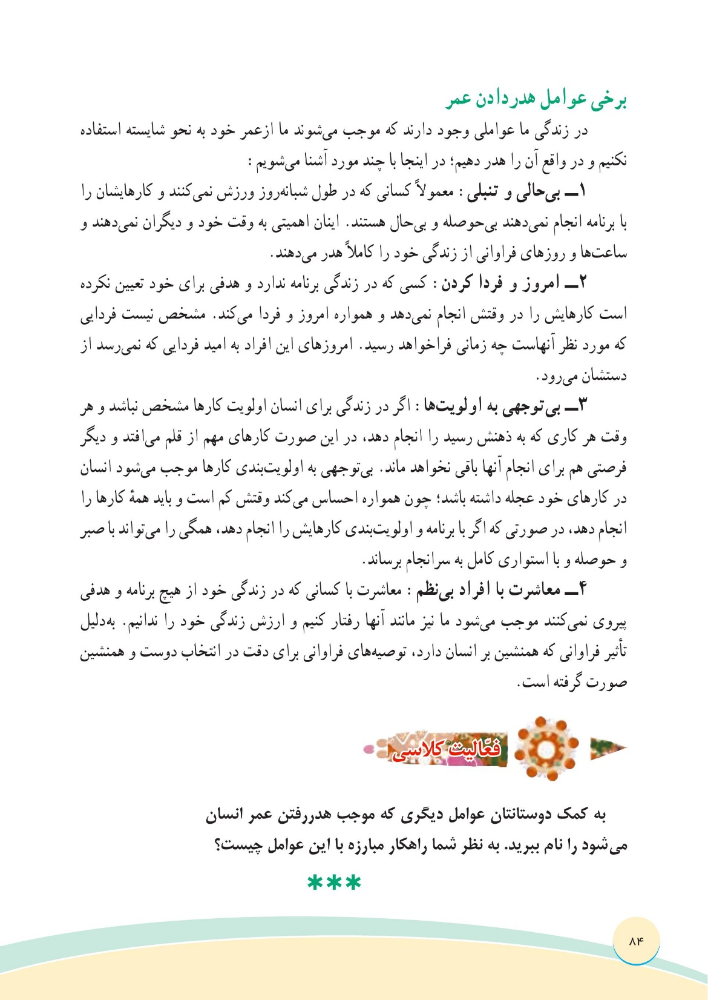 برخی عوامل هدردادن عمر
در زندگی ما عواملی وجود دارند که موجب می‌شوند ما ازعمر خود به نحو شایسته استفاده
نکنیم و در واقع آن را هدر دهیم؛ در اینجا با چند مورد آشنا می‌شویم :
۱ــ بی‌حالی و تنبلی : معمولاً کسانی که در طول شبانه‌روز ورزش نمی‌کنند و کارهایشان را
با برنامه انجام نمی‌دهند بی‌حوصله و بی‌حال هستند. اینان اهمیتی به وقت خود و دیگران نمی‌دهند و
ساعت‌ها و روزهای فراوانی از زندگی خود را کاملاً هدر می‌دهند.
۲ــ امروز و فردا کردن : کسی که در زندگی برنامه ندارد و هدفی برای خود تعیین نکرده
است کارهایش را در وقتش انجام نمی‌دهد و همواره امروز و فردا می‌کند. مشخص نیست فردایی
که مورد نظر آنهاست چه زمانی فراخواهد رسید. امروزهای این افراد به امید فردایی که نمی‌رسد از
دستشان می‌رود.
۳ــ بی‌توجهی به اولویت‌ها : اگر در زندگی برای انسان اولویت کارها مشخص نباشد و هر
وقت هر کاری که به ذهنش رسید را انجام دهد، در این صورت کارهای مهم از قلم می‌افتد و دیگر
فرصتی هم برای انجام آنها باقی نخواهد ماند. بی‌توجهی به اولویت‌بندی کارها موجب می‌شود انسان
در کارهای خود عجله داشته باشد؛ چون همواره احساس می‌کند وقتش کم است و باید همهٔ کارها را
انجام دهد، در صورتی که اگر با برنامه و اولویت‌بندی کارهایش را انجام دهد، همگی را می‌تواند با صبر
و حوصله و با استواری کامل به سرانجام برساند.
۴ــ معاشرت با افراد بی‌نظم : معاشرت با کسانی که در زندگی خود از هیچ برنامه و هدفی
پیروی نمی‌کنند موجب می‌شود ما نیز مانند آنها رفتار کنیم و ارزش زندگی خود را ندانیم. به‌دلیل
تأثیر فراوانی که همنشین بر انسان دارد، توصیه‌های فراوانی برای دقت در انتخاب دوست و همنشین
صورت گرفته است.
فعّالیت کلاسی
به کمک دوستانتان عوامل دیگری که موجب هدررفتن عمر انسان
می‌شود را نام ببرید. به نظر شما راهکار مبارزه با این عوامل چیست؟
***
۸۴